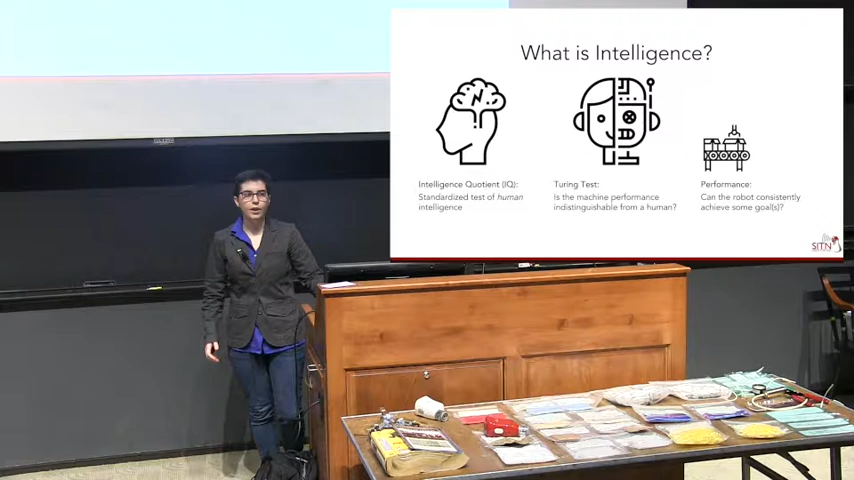 What is Intelligence?
Intelligence Quotient (IQ):
Standardized test of human
intelligence
Turing Test:
Is the machine performance
indistinguishable from a human?
Performance:
Can the robot consistently
achieve some goal(s)?
SITN